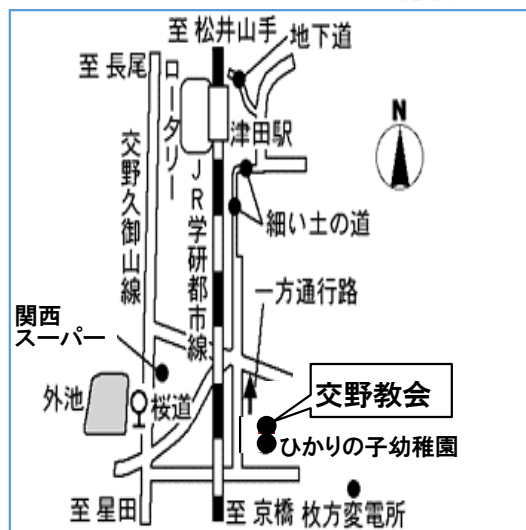 至 松井山手
地下道
至 長尾
ロータリー
N
津田駅
交野久御山線
JR学研都市線
細い土の道
一方通行路
関西
スーパー
外池
桜道
交野教会
ひかりの子幼稚園
至 星田
至 京橋
枚方変電所